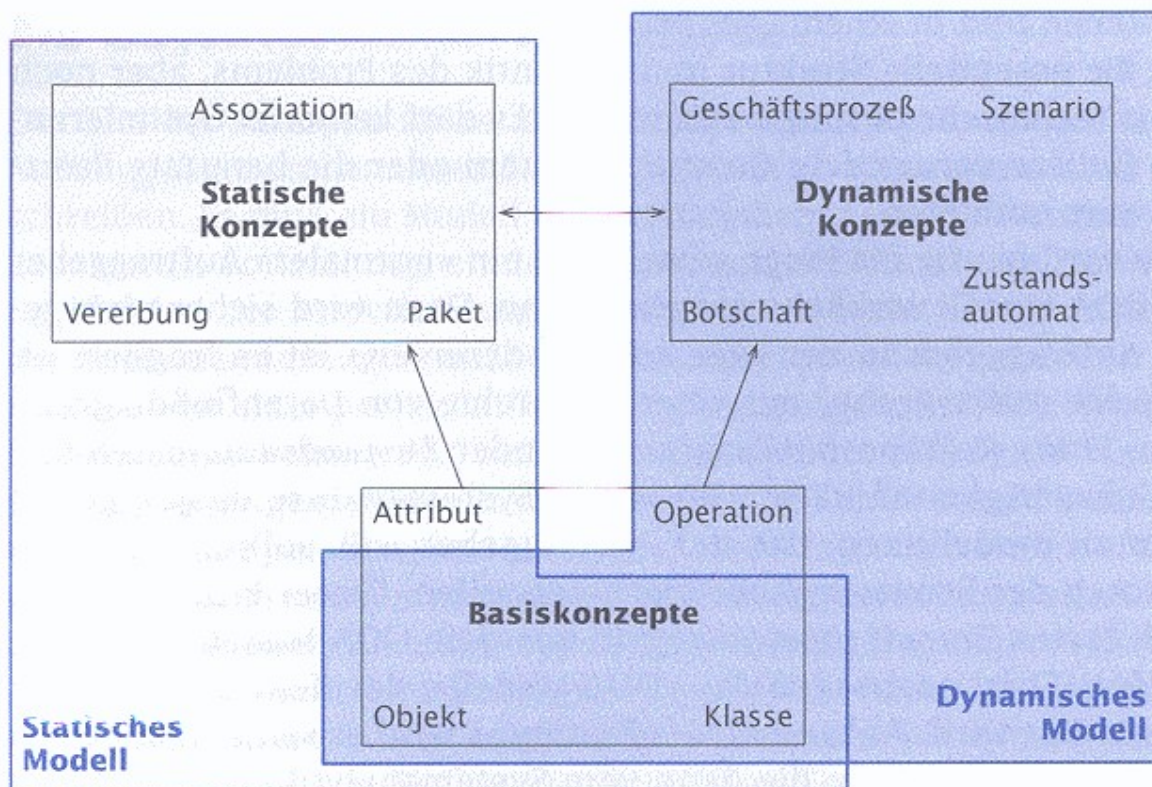 Assoziation
Statische
Konzepte
Vererbung Paket
Geschäftsprozeß Szenario
Dynamische
Konzepte
Botschaft Zustands-
automat
Attribut Operation
Basiskonzepte
Objekt Klasse
Statisches
Modell
Dynamisches
Modell